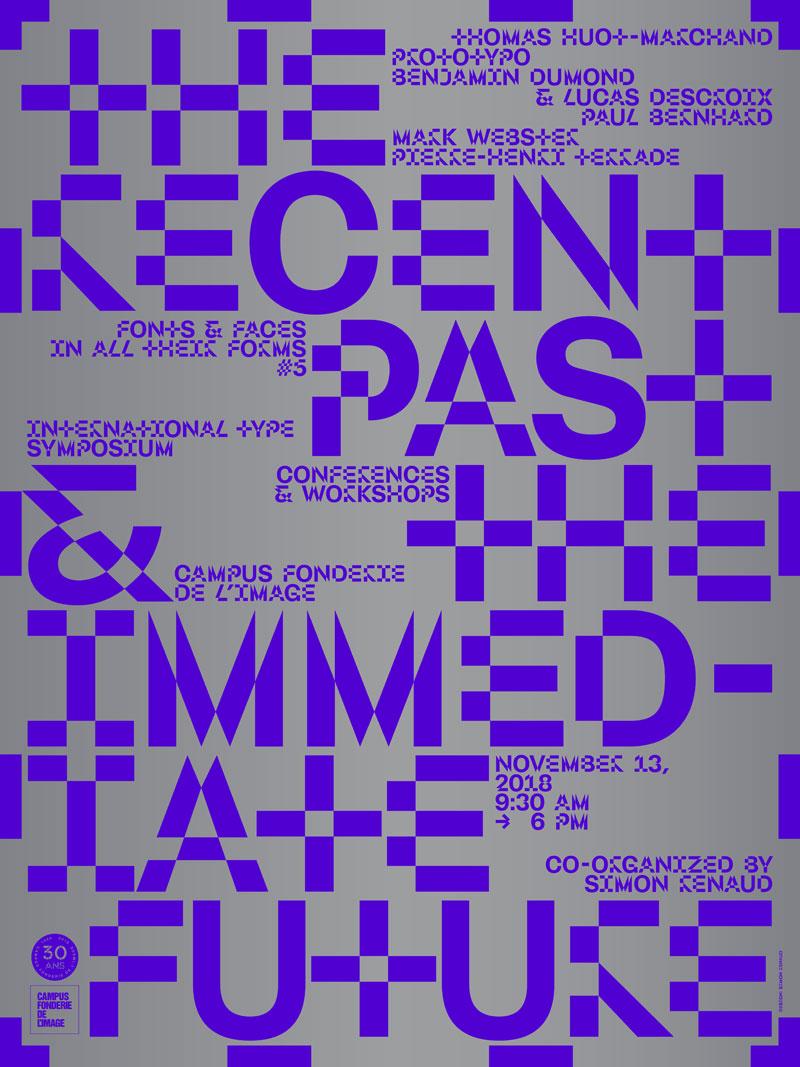 THE
THOMAS HUOT-MARCHAND
PROTOTYPO
BENJAMIN DUMOND
& LUCAS DESCROIX
PAUL BERNHARD
MARK WEBSTER
PIERRE-HENRI TERRADE
RECENT
FONTS & FACES
IN ALL THEIR FORMS
#5
PAST
INTERNATIONAL TYPE
SYMPOSIUM
CONFERENCES
& WORKSHOPS
& THE
CAMPUS FONDERIE
DE L'IMAGE
IMMED-
IATE
NOVEMBER 13,
2018
9:30 AM
→ 6 PM
CO-ORGANIZED BY
SIMON RENAUD
FUTURE
30
ANS
CAMPUS
FONDERIE
DE
L'IMAGE